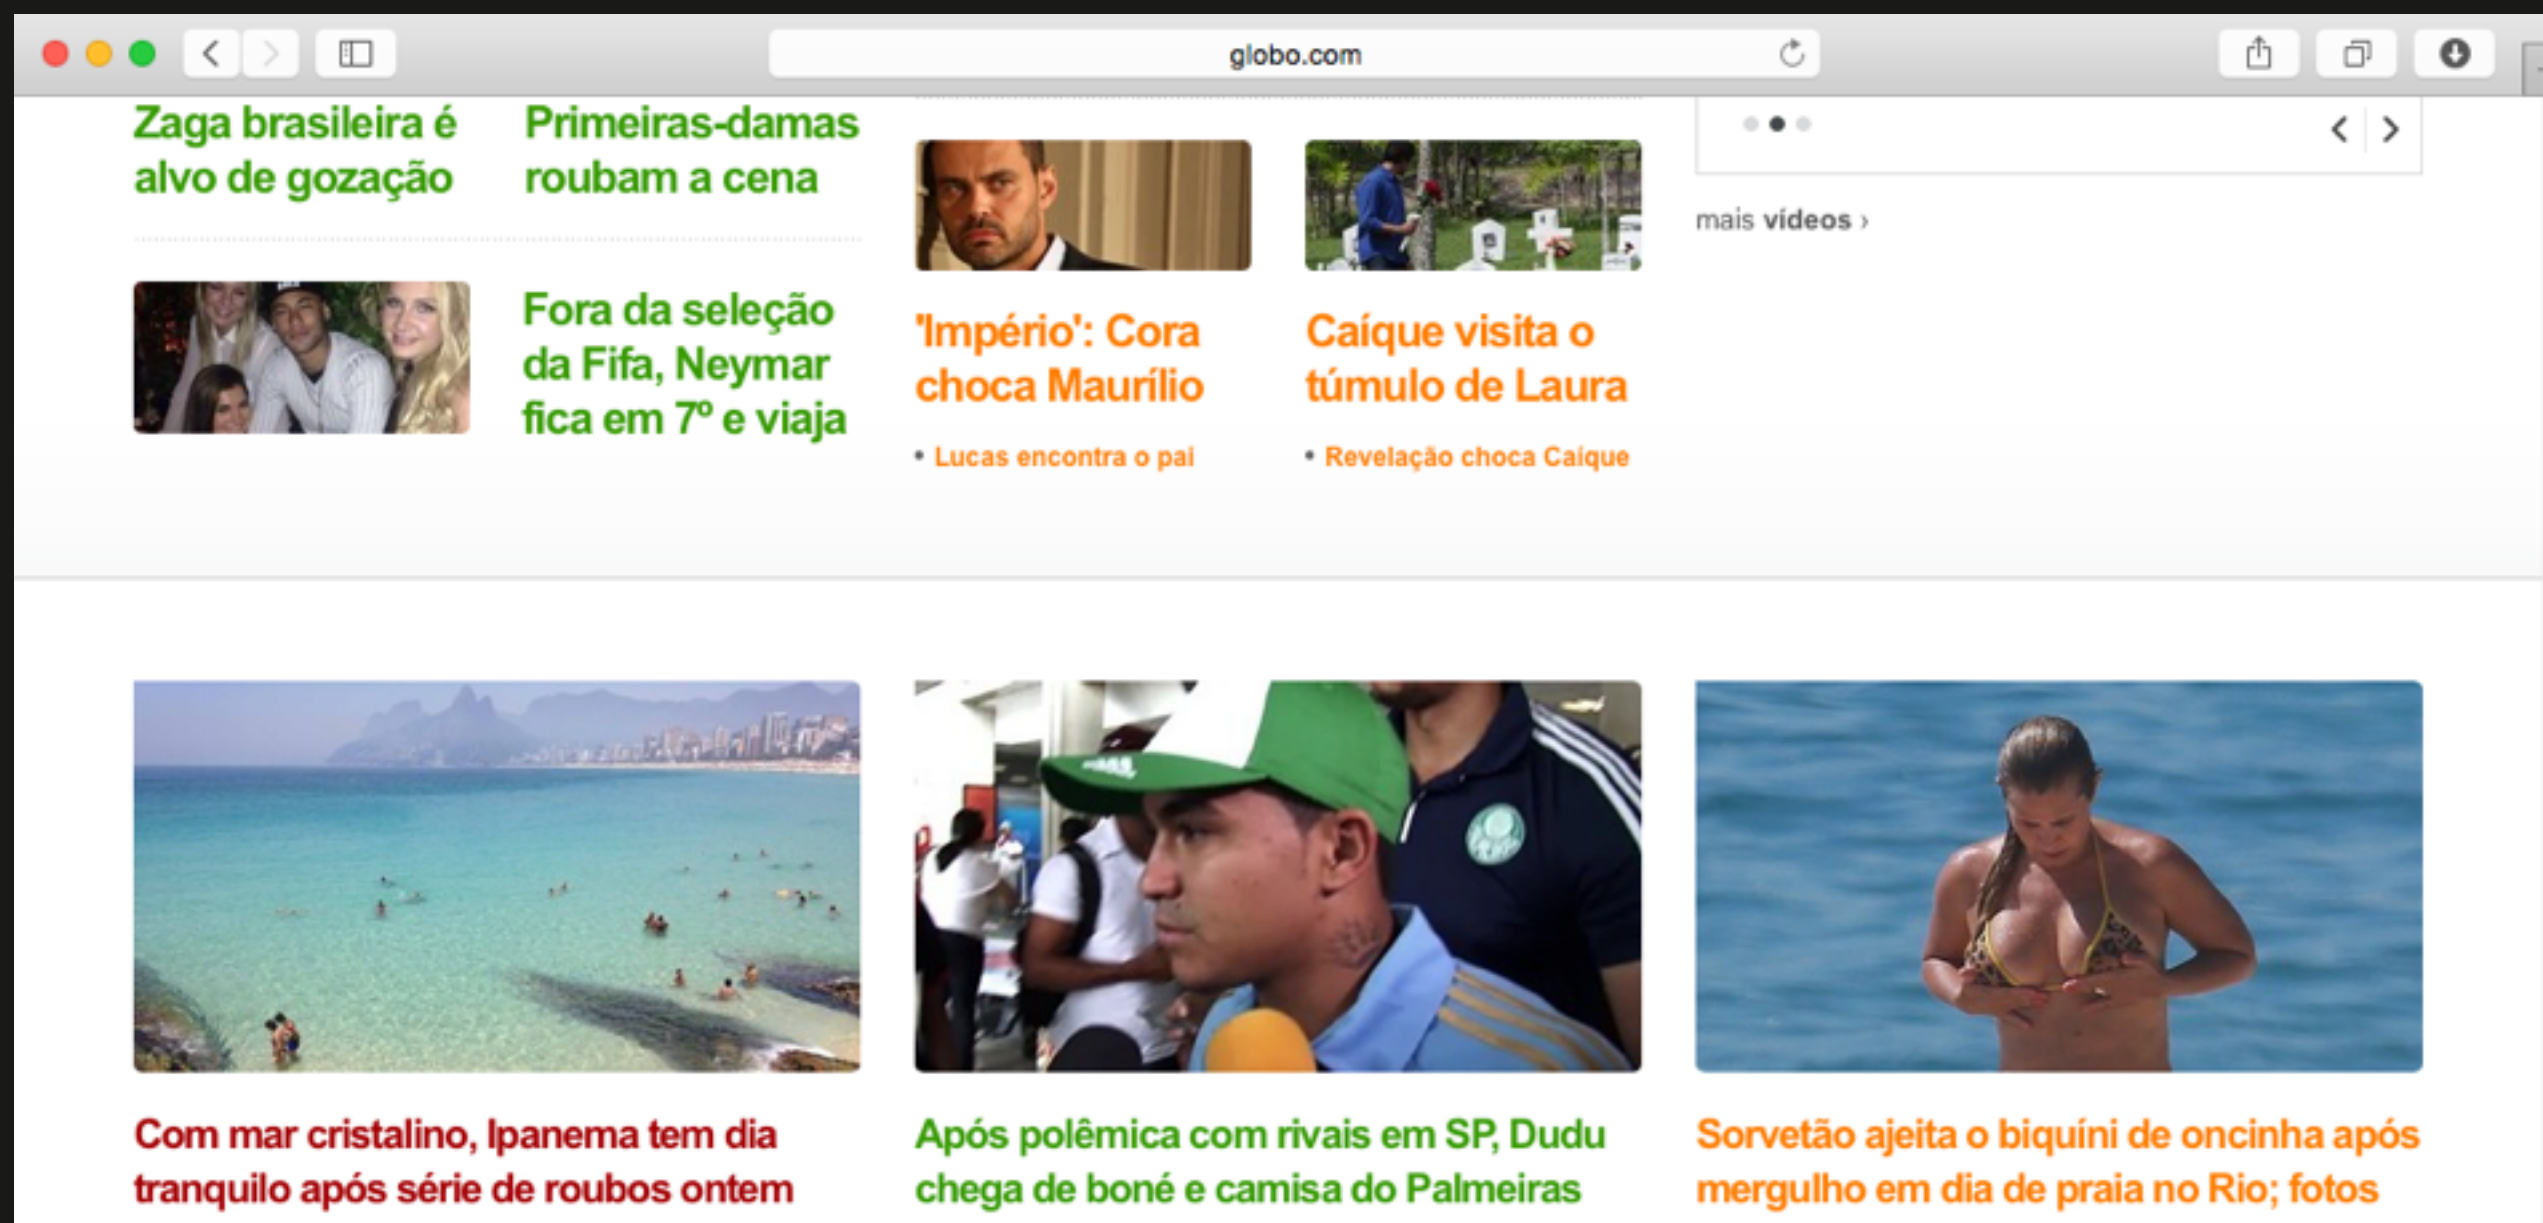 globo.com
Zaga brasileira é
alvo de gozação
Primeiras-damas
roubam a cena
Fora da seleção
da Fifa, Neymar
fica em 7º e viaja
'Império': Cora
choca Maurílio
• Lucas encontra o pai
Caíque visita o
túmulo de Laura
• Revelação choca Caique
mais vídeos ›
Com mar cristalino, Ipanema tem dia
tranquilo após série de roubos ontem
Após polêmica com rivais em SP, Dudu
chega de boné e camisa do Palmeiras
Sorvetão ajeita o biquíni de oncinha após
mergulho em dia de praia no Rio; fotos